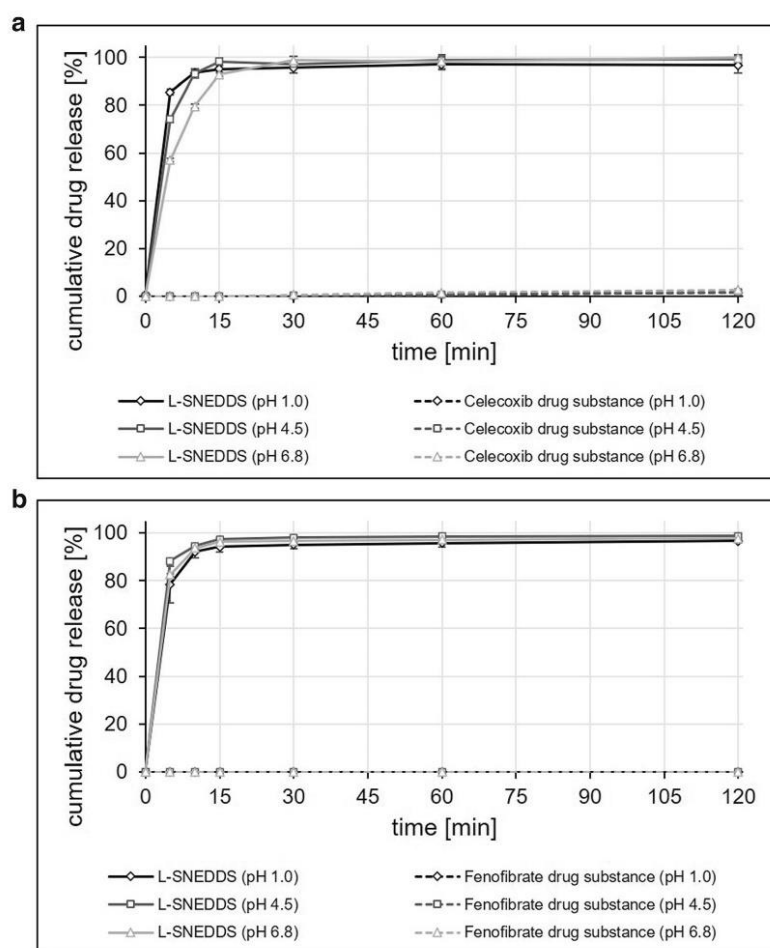 a
cumulative drug release [%]
100
80
60
40
20
0
0 15 30 45 60 75 90 105 120
time [min]
L-SNEDDS (pH 1.0) Celecoxib drug substance (pH 1.0)
L-SNEDDS (pH 4.5) Celecoxib drug substance (pH 4.5)
L-SNEDDS (pH 6.8) Celecoxib drug substance (pH 6.8)
b
cumulative drug release [%]
100
80
60
40
20
0
0 15 30 45 60 75 90 105 120
time [min]
L-SNEDDS (pH 1.0) Fenofibrate drug substance (pH 1.0)
L-SNEDDS (pH 4.5) Fenofibrate drug substance (pH 4.5)
L-SNEDDS (pH 6.8) Fenofibrate drug substance (pH 6.8)